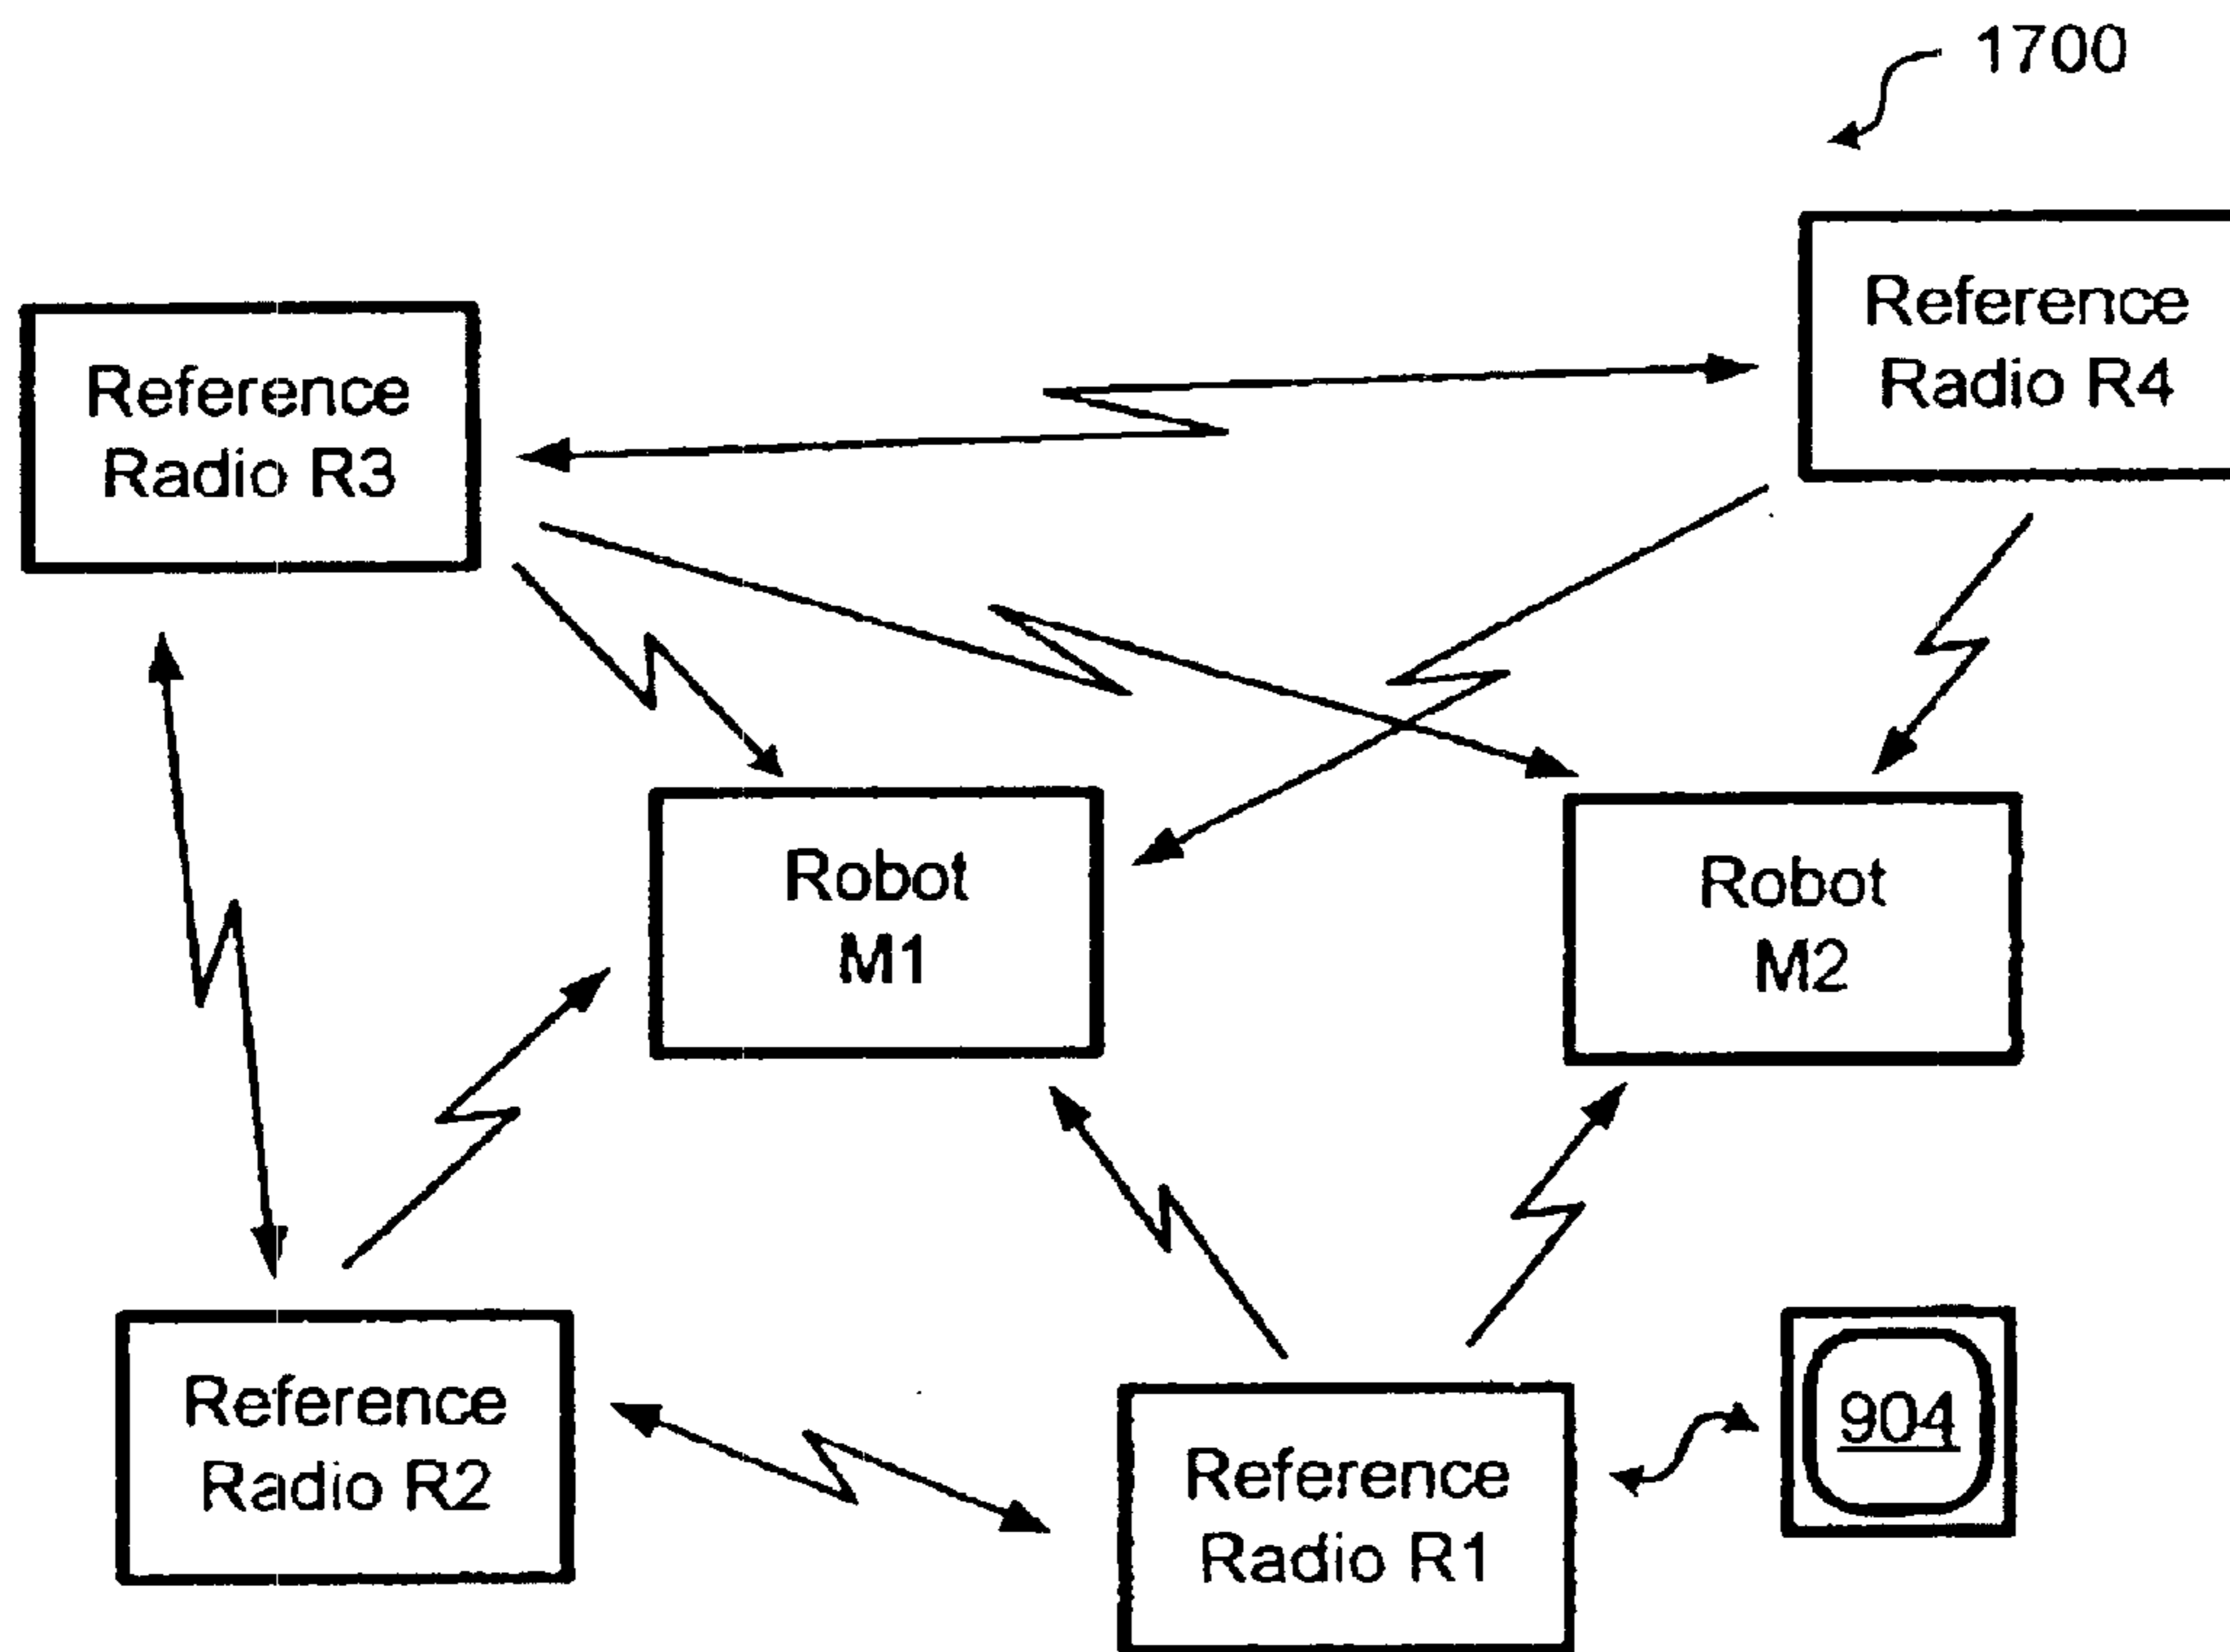 1700
Reference
Radio R4
Reference
Radio R3
Robot
M1
Robot
M2
Reference
Radio R2
Reference
Radio R1
904